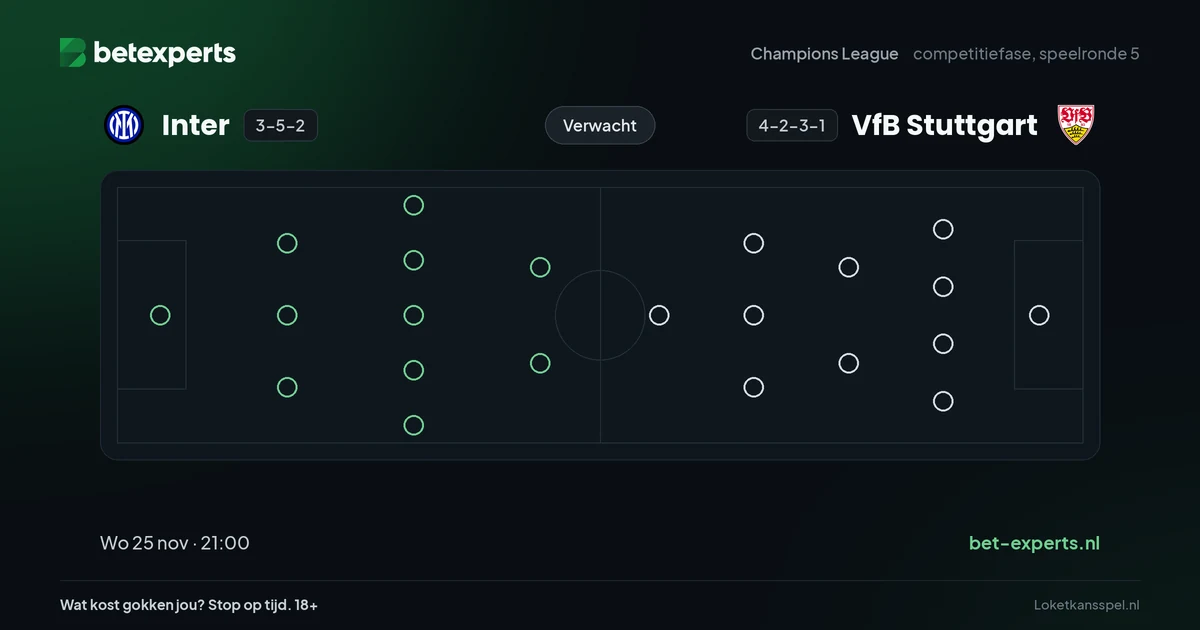 betexperts
Champions League competitiefase, speelronde 5
Inter 3-5-2 Verwacht 4-2-3-1 VfB Stuttgart
Wo 25 nov · 21:00
bet-experts.nl
Wat kost gokken jou? Stop op tijd. 18+
Loketkansspel.nl